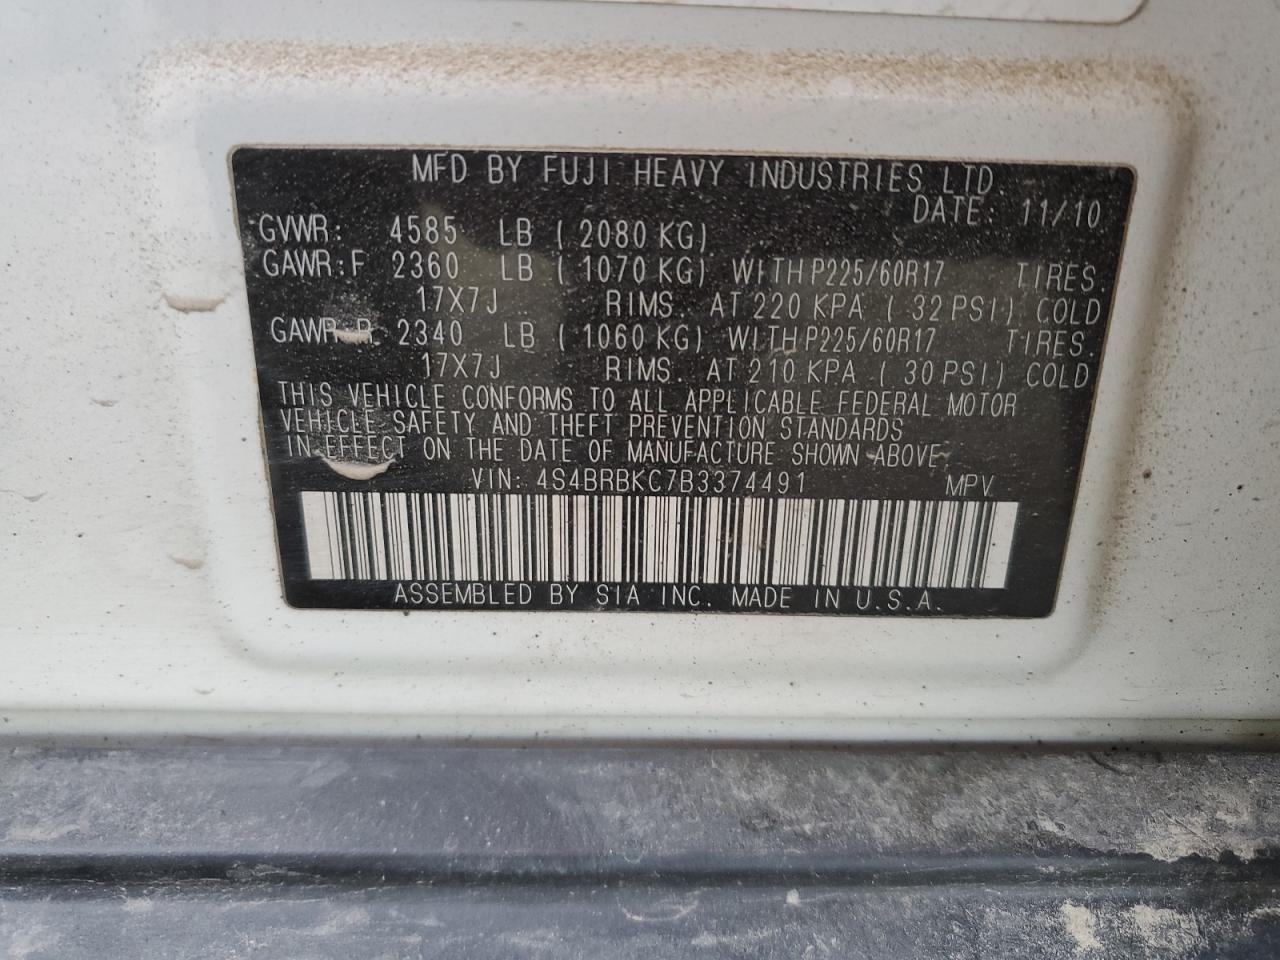 MFD BY FUJI HEAVY INDUSTRIES LTD.
DATE: 11/10
GVWR: 4585 LB ( 2080 KG)
GAWR:F 2360 LB ( 1070 KG) WITH P225/60R17 TIRES.
17X7J RIMS. AT 220 KPA ( 32 PSI) COLD
GAWR:R 2340 LB ( 1060 KG) WITH P225/60R17 TIRES.
17X7J RIMS. AT 210 KPA ( 30 PSI.) COLD
THIS VEHICLE CONFORMS TO ALL APPLICABLE FEDERAL MOTOR
VEHICLE SAFETY AND THEFT PREVENTION STANDARDS
IN EFFECT ON THE DATE OF MANUFACTURE SHOWN ABOVE.
VIN: 4S4BRBKC7B3374491 MPV
ASSEMBLED BY SIA INC. MADE IN U.S.A.